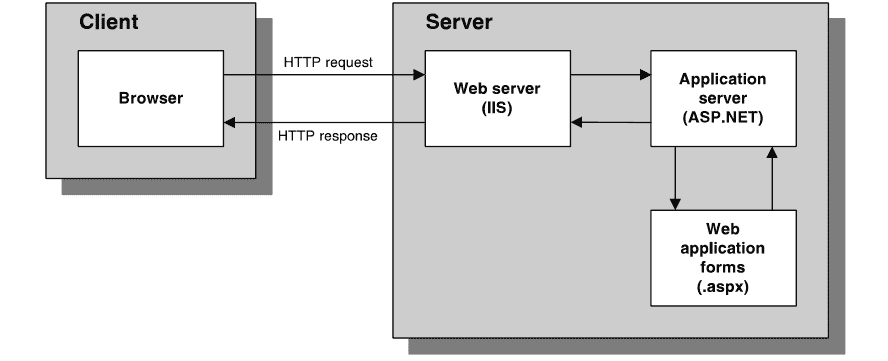 Client
Server
Browser
HTTP request
HTTP response
Web server
(IIS)
Application
server
(ASP.NET)
Web
application
forms
(.aspx)